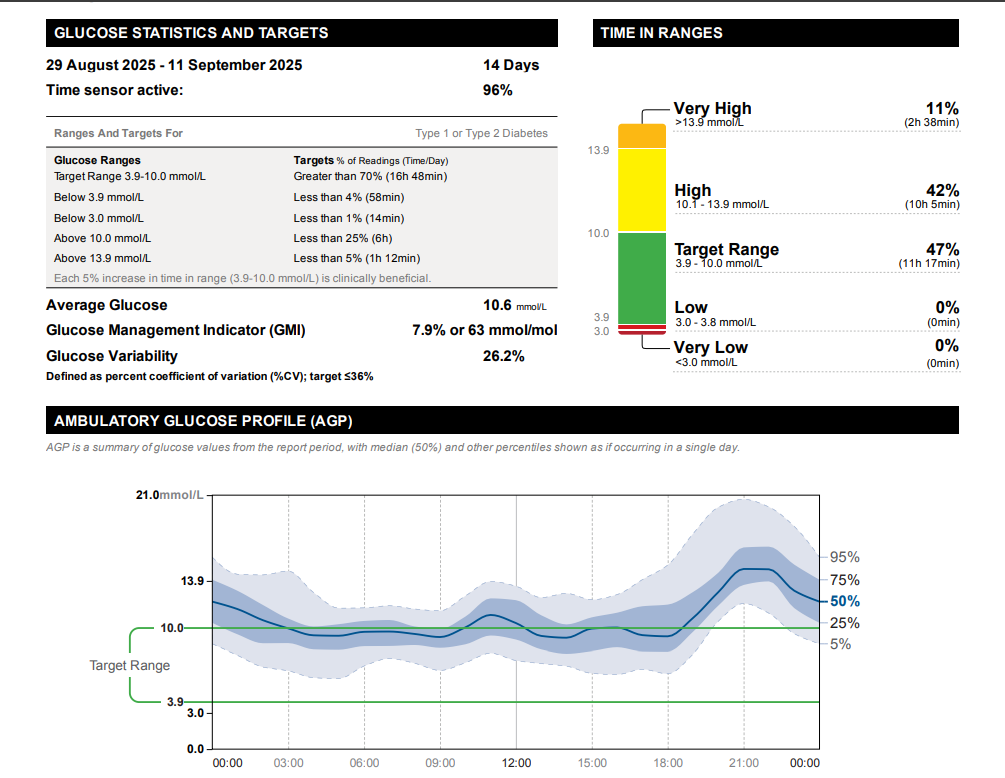 GLUCOSE STATISTICS AND TARGETS
29 August 2025 - 11 September 2025 14 Days
Time sensor active: 96%
Ranges And Targets For Type 1 or Type 2 Diabetes
Glucose Ranges Targets % of Readings (Time/Day)
Target Range 3.9-10.0 mmol/L Greater than 70% (16h 48min)
Below 3.9 mmol/L Less than 4% (58min)
Below 3.0 mmol/L Less than 1% (14min)
Above 10.0 mmol/L Less than 25% (6h)
Above 13.9 mmol/L Less than 5% (1h 12min)
Each 5% increase in time in range (3.9-10.0 mmol/L) is clinically beneficial.
Average Glucose 10.6 mmol/L
Glucose Management Indicator (GMI) 7.9% or 63 mmol/mol
Glucose Variability 26.2%
Defined as percent coefficient of variation (%CV); target ≤36%
TIME IN RANGES
Very High 11%
>13.9 mmol/L (2h 38min)
13.9
High 42%
10.1 - 13.9 mmol/L (10h 5min)
10.0
Target Range 47%
3.9 - 10.0 mmol/L (11h 17min)
Low 0%
3.9
3.0 - 3.8 mmol/L (0min)
3.0
Very Low 0%
<3.0 mmol/L (0min)
AMBULATORY GLUCOSE PROFILE (AGP)
AGP is a summary of glucose values from the report period, with median (50%) and other percentiles shown as if occurring in a single day.
21.0mmol/L
95%
13.9
75%
50%
25%
10.0
5%
Target Range
3.9
3.0
0.0
00:00 03:00 06:00 09:00 12:00 15:00 18:00 21:00 00:00